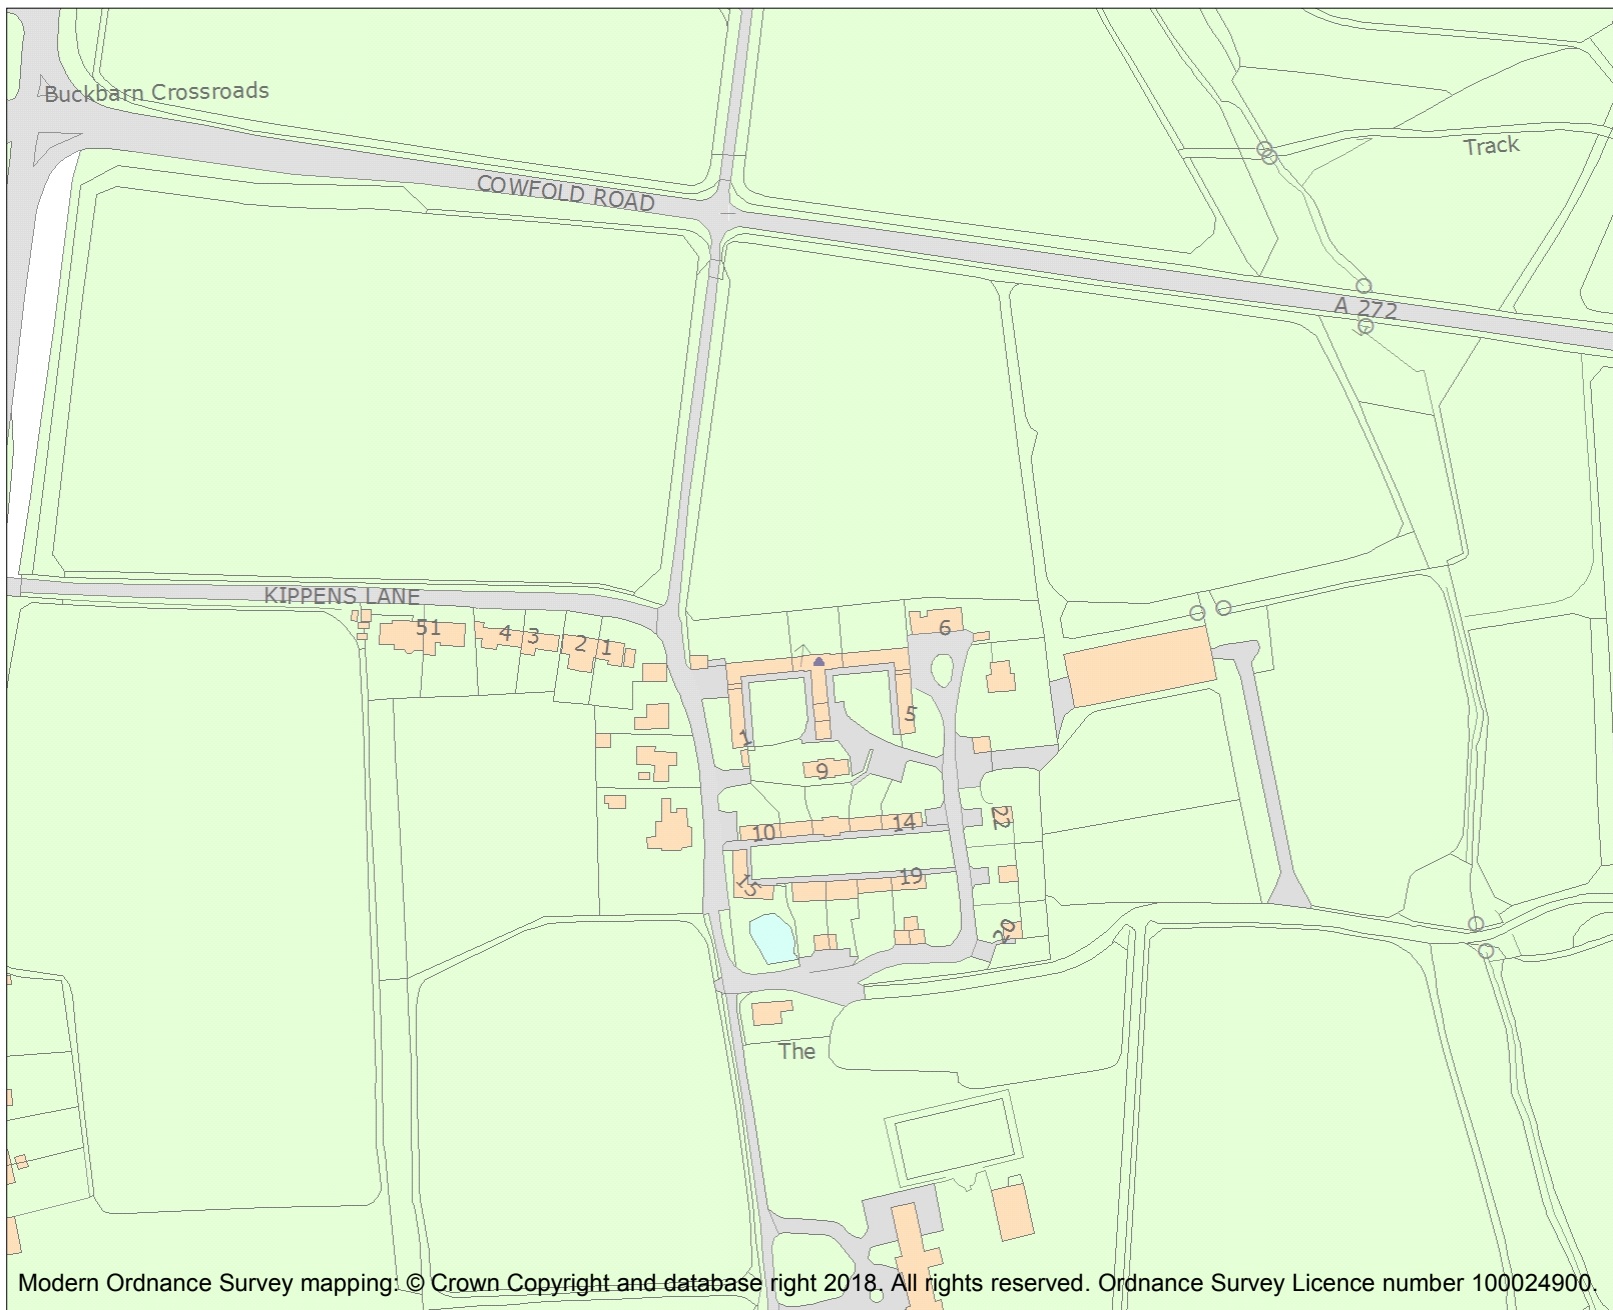 Buckbarn Crossroads
Track
COWFOLD ROAD
A 272
KIPPENS LANE
51
4
3
2
1
6
5
1
9
10
14
22
15
19
20
The
Modern Ordnance Survey mapping: © Crown Copyright and database right 2018. All rights reserved. Ordnance Survey Licence number 100024900.